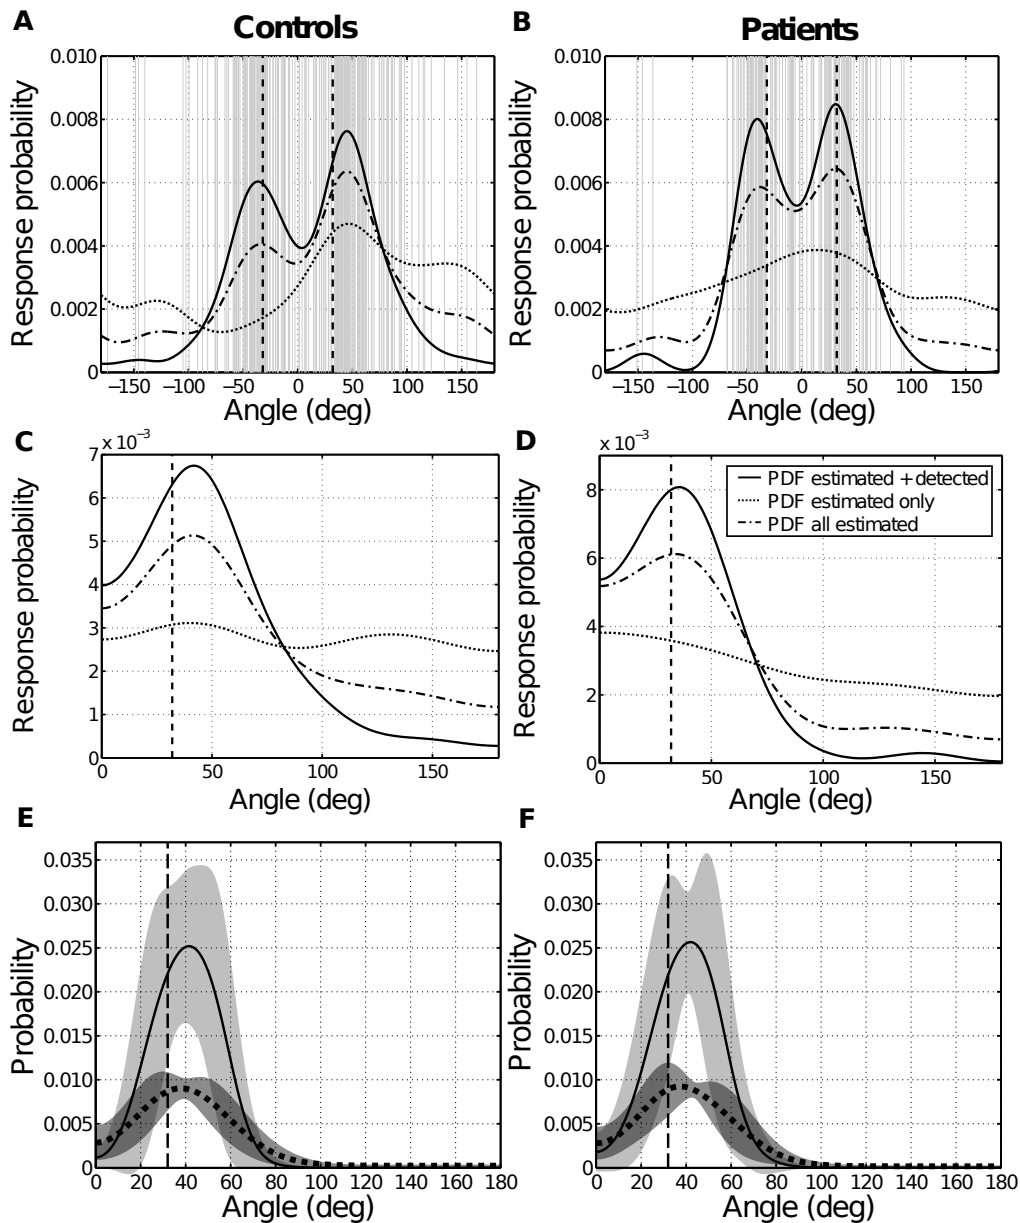 A
Controls
B
Patients
Response probability
0.010
0.008
0.006
0.004
0.002
0
−150 −100 −50 0 50 100 150
Angle (deg)
Response probability
0.010
0.008
0.006
0.004
0.002
0
−150 −100 −50 0 50 100 150
Angle (deg)
C
x 10⁻³
Response probability
7
6
5
4
3
2
1
0
0 50 100 150
Angle (deg)
D
x 10⁻³
Response probability
8
6
4
2
0
0 50 100 150
Angle (deg)
PDF estimated +detected
PDF estimated only
PDF all estimated
E
Probability
0.035
0.030
0.025
0.020
0.015
0.010
0.005
0
0 20 40 60 80 100 120 140 160 180
Angle (deg)
F
Probability
0.035
0.030
0.025
0.020
0.015
0.010
0.005
0
0 20 40 60 80 100 120 140 160 180
Angle (deg)